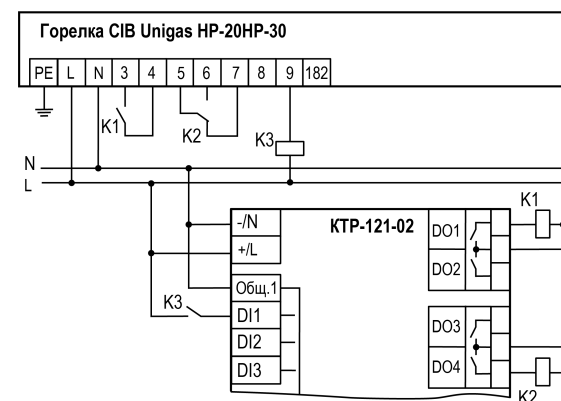 Горелка CIB Unigas HP-20HP-30
PE L N 3 4 5 6 7 8 9 182
K1
K2
K3
N
L
K1
-/N
КТР-121-02
DO1
+/L
DO2
Общ.1
K3
DI1
DO3
DI2
DI3
DO4
K2